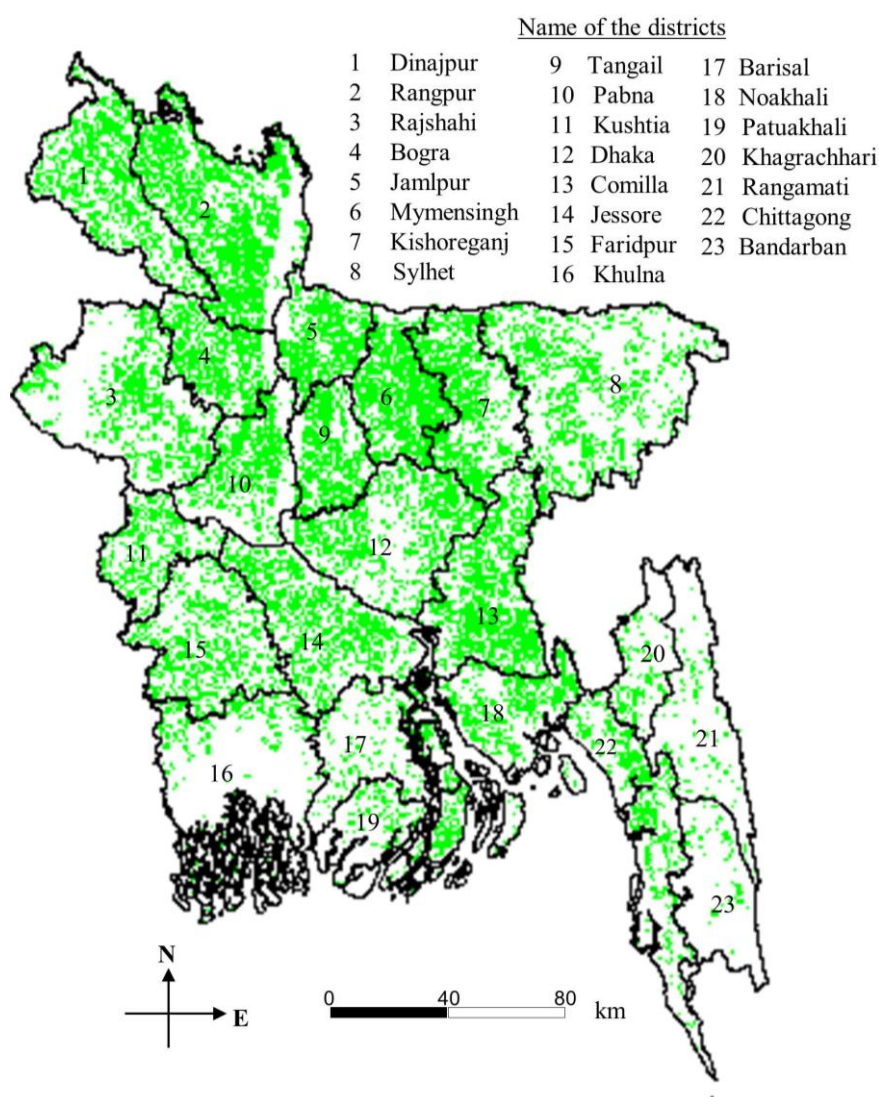 Name of the districts
1 Dinajpur
2 Rangpur
3 Rajshahi
4 Bogra
5 Jamlpur
6 Mymensingh
7 Kishoreganj
8 Sylhet
9 Tangail
10 Pabna
11 Kushtia
12 Dhaka
13 Comilla
14 Jessore
15 Faridpur
16 Khulna
17 Barisal
18 Noakhali
19 Patuakhali
20 Khagrachhari
21 Rangamati
22 Chittagong
23 Bandarban
1
2
5
4
6
8
3
7
9
10
12
11
13
14
15
20
18
17
21
22
16
19
23
N
E
0 40 80
km